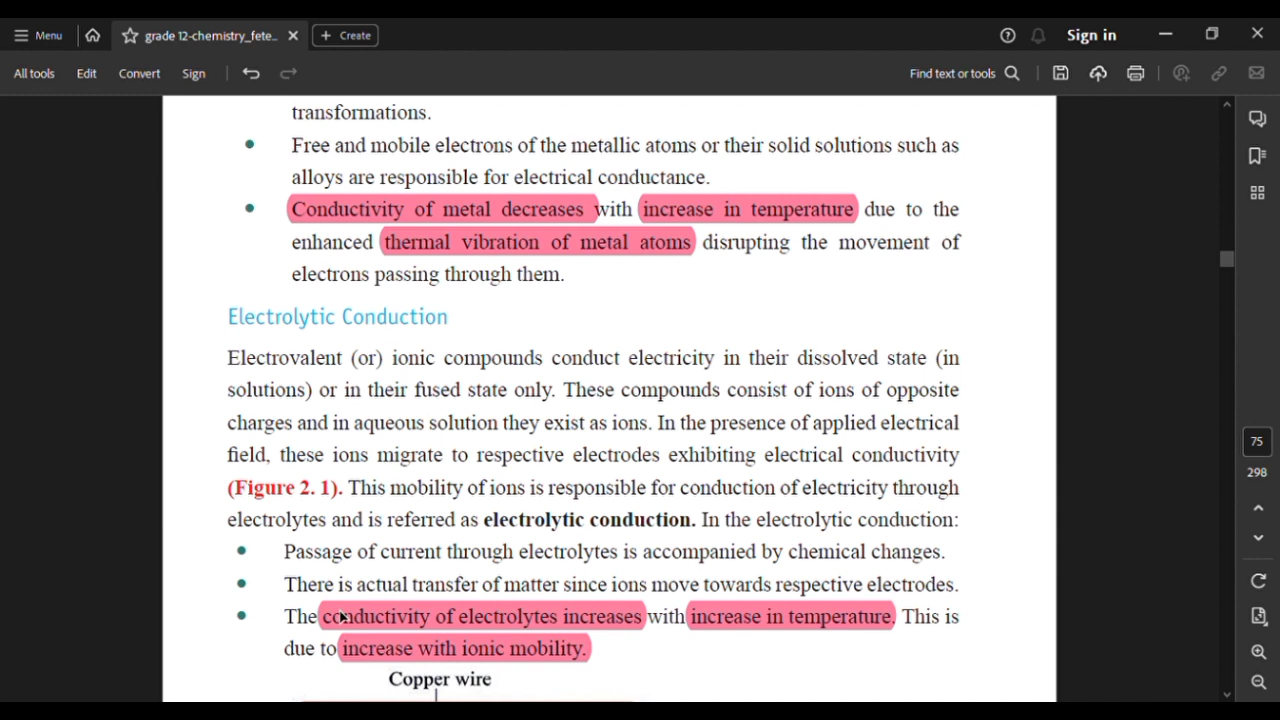 Menu
grade 12-chemistry_fete...
Create
Sign in
All tools
Edit
Convert
Sign
Find text or tools
transformations.
• Free and mobile electrons of the metallic atoms or their solid solutions such as
alloys are responsible for electrical conductance.
• Conductivity of metal decreases with increase in temperature due to the
enhanced thermal vibration of metal atoms disrupting the movement of
electrons passing through them.
Electrolytic Conduction
Electrovalent (or) ionic compounds conduct electricity in their dissolved state (in
solutions) or in their fused state only. These compounds consist of ions of opposite
charges and in aqueous solution they exist as ions. In the presence of applied electrical
field, these ions migrate to respective electrodes exhibiting electrical conductivity
(Figure 2. 1). This mobility of ions is responsible for conduction of electricity through
electrolytes and is referred as electrolytic conduction. In the electrolytic conduction:
• Passage of current through electrolytes is accompanied by chemical changes.
• There is actual transfer of matter since ions move towards respective electrodes.
• The conductivity of electrolytes increases with increase in temperature. This is
due to increase with ionic mobility.
Copper wire
75
298